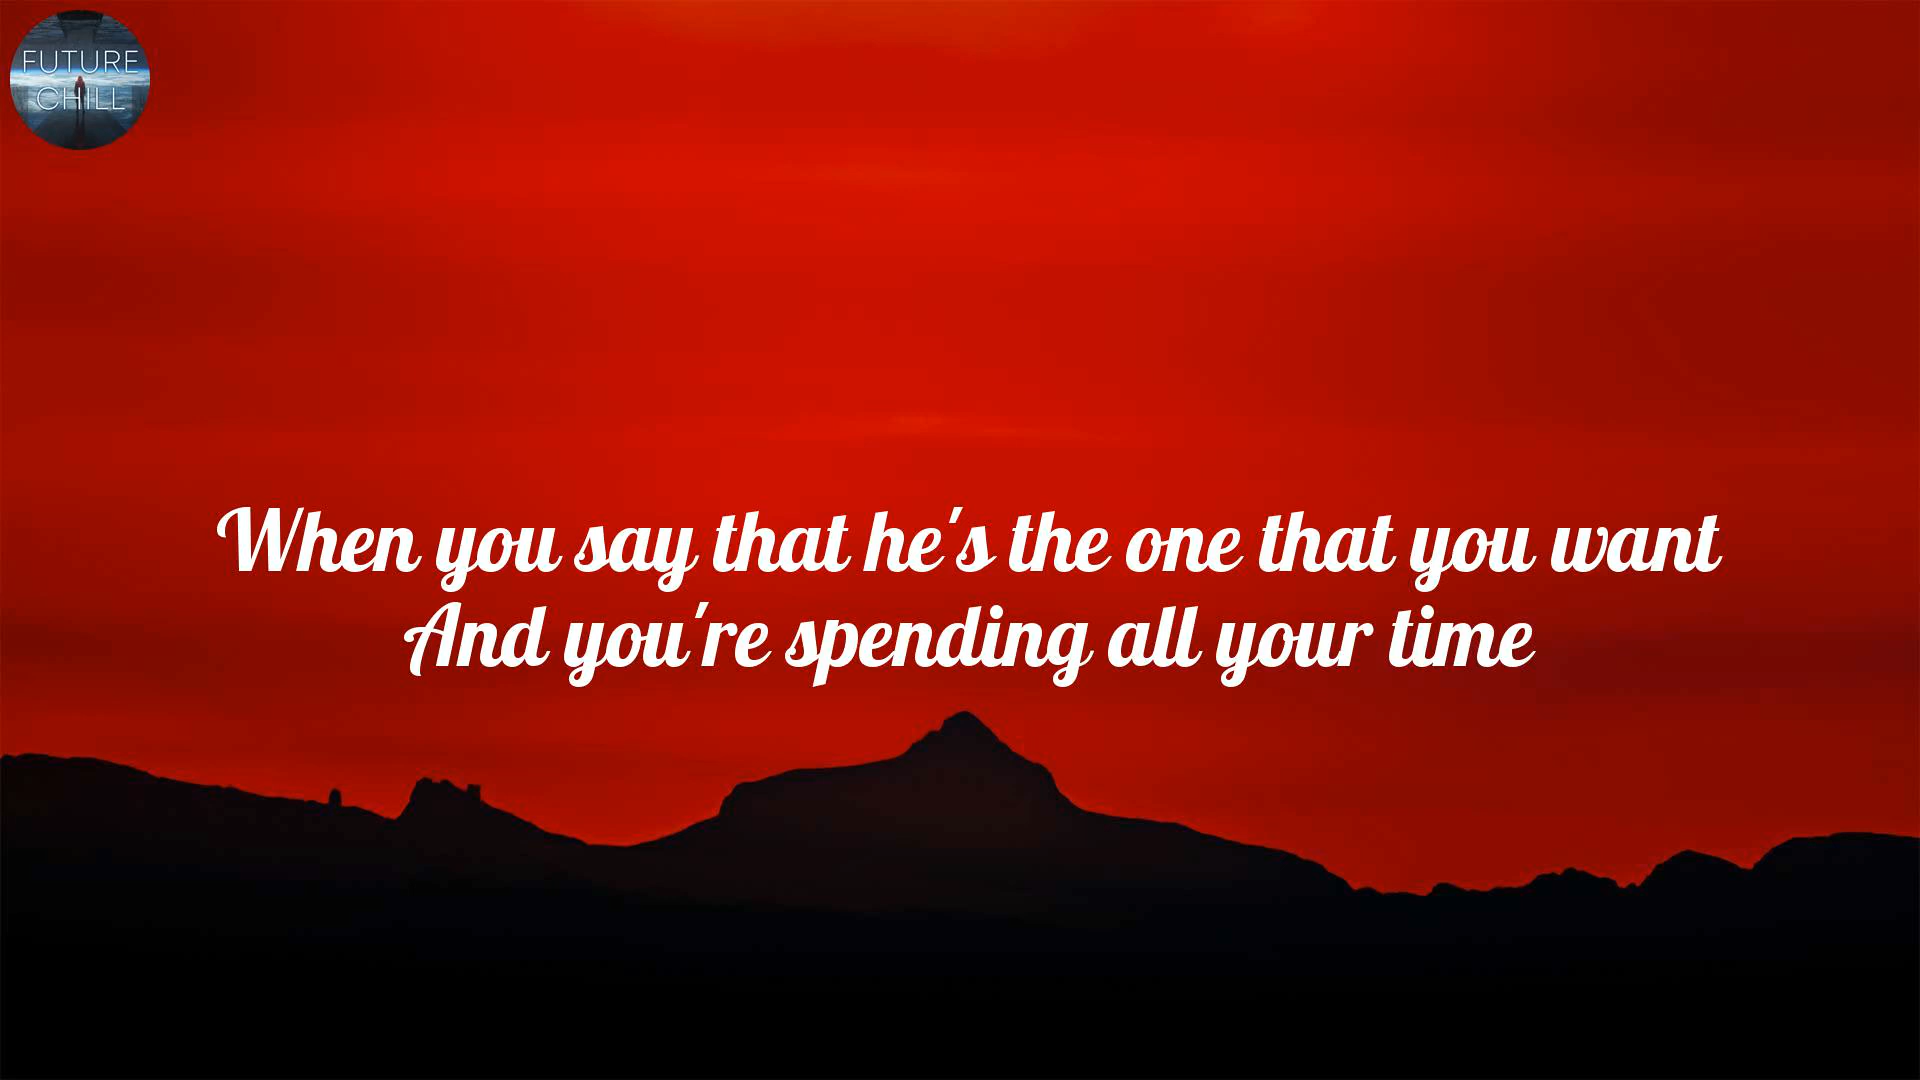 FUTURE
CHILL
When you say that he's the one that you want
And you're spending all your time